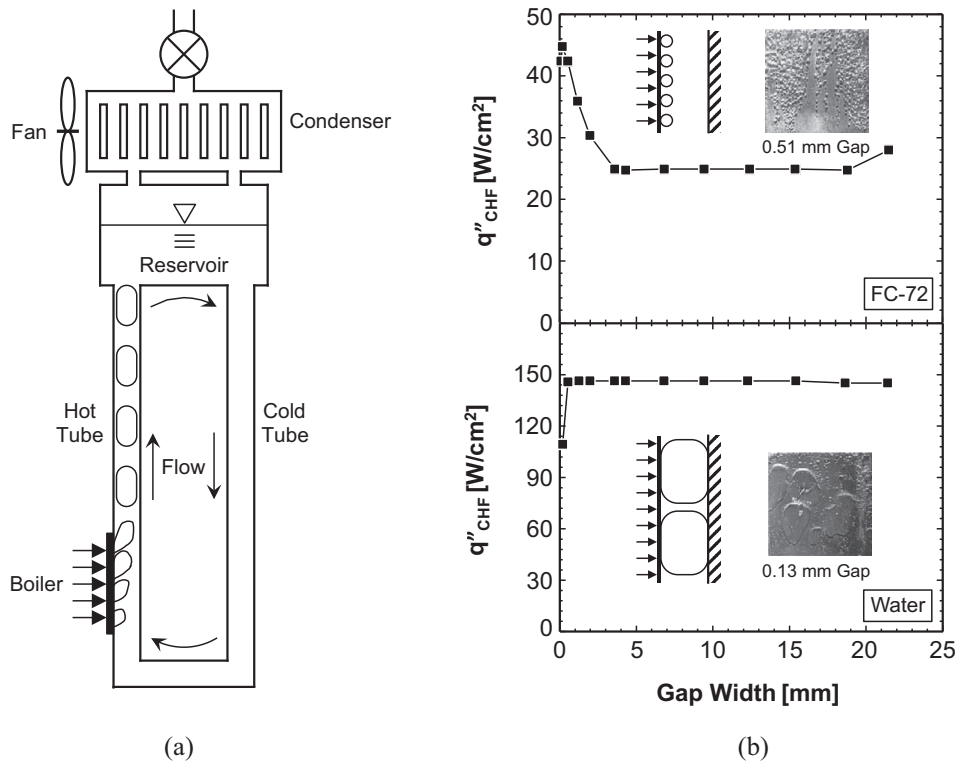 Fan
Condenser
Reservoir
Hot
Tube
Flow
Cold
Tube
Boiler
(a)
50
40
30
20
10
0
q″CHF [W/cm²]
0.51 mm Gap
FC-72
150
120
90
60
30
0
q″CHF [W/cm²]
0.13 mm Gap
Water
0 5 10 15 20 25
Gap Width [mm]
(b)